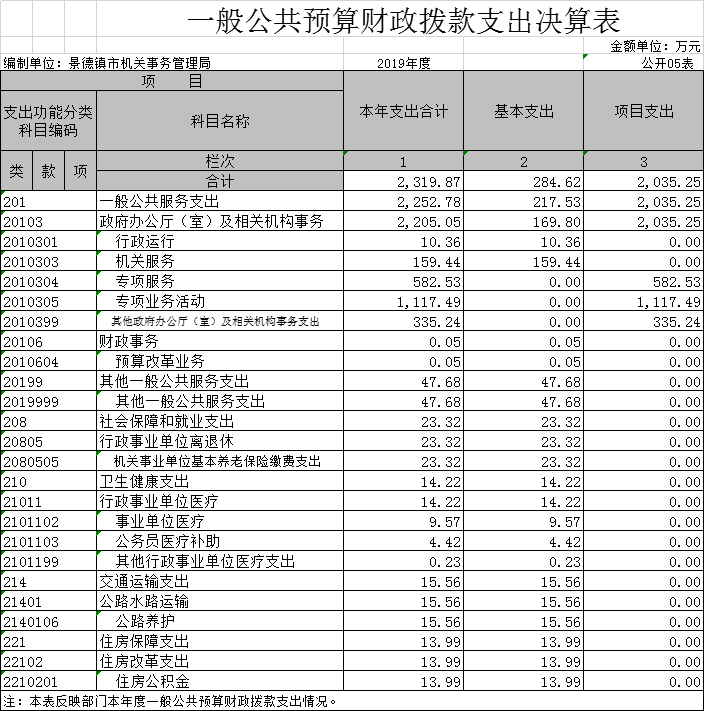 一般公共预算财政拨款支出决算表
金额单位：万元
编制单位：景德镇市机关事务管理局 2019年度 公开05表
项 目 本年支出合计 基本支出 项目支出
支出功能分类科目编码 科目名称
类 款 项 栏次 1 2 3
合计 2,319.87 284.62 2,035.25
201 一般公共服务支出 2,252.78 217.53 2,035.25
20103 政府办公厅（室）及相关机构事务 2,205.05 169.80 2,035.25
2010301 行政运行 10.36 10.36 0.00
2010303 机关服务 159.44 159.44 0.00
2010304 专项服务 582.53 0.00 582.53
2010305 专项业务活动 1,117.49 0.00 1,117.49
2010399 其他政府办公厅（室）及相关机构事务支出 335.24 0.00 335.24
20106 财政事务 0.05 0.05 0.00
2010604 预算改革业务 0.05 0.05 0.00
20199 其他一般公共服务支出 47.68 47.68 0.00
2019999 其他一般公共服务支出 47.68 47.68 0.00
208 社会保障和就业支出 23.32 23.32 0.00
20805 行政事业单位离退休 23.32 23.32 0.00
2080505 机关事业单位基本养老保险缴费支出 23.32 23.32 0.00
210 卫生健康支出 14.22 14.22 0.00
21011 行政事业单位医疗 14.22 14.22 0.00
2101102 事业单位医疗 9.57 9.57 0.00
2101103 公务员医疗补助 4.42 4.42 0.00
2101199 其他行政事业单位医疗支出 0.23 0.23 0.00
214 交通运输支出 15.56 15.56 0.00
21401 公路水路运输 15.56 15.56 0.00
2140106 公路养护 15.56 15.56 0.00
221 住房保障支出 13.99 13.99 0.00
22102 住房改革支出 13.99 13.99 0.00
2210201 住房公积金 13.99 13.99 0.00
注：本表反映部门本年度一般公共预算财政拨款支出情况。